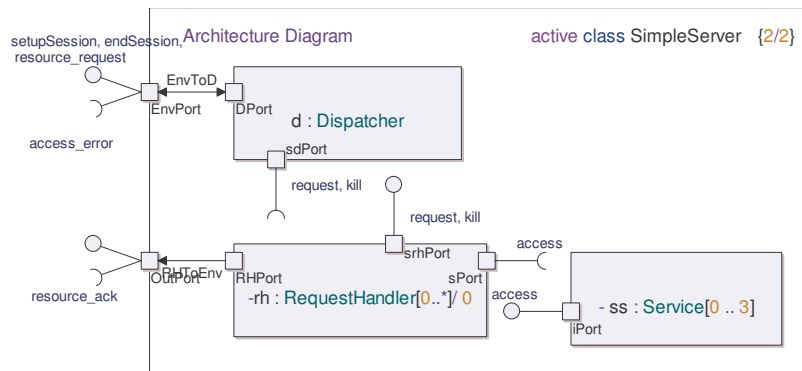 Architecture Diagram
active class SimpleServer {2/2}
setupSession, endSession,
resource_request
EnvToD
EnvPort
DPort
d : Dispatcher
access_error
sdPort
request, kill
request, kill
srhPort
access
sPort
RHToEnv
OutPort
RHPort
resource_ack
-rh : RequestHandler[0..*]/ 0
access
- ss : Service[0 .. 3]
iPort